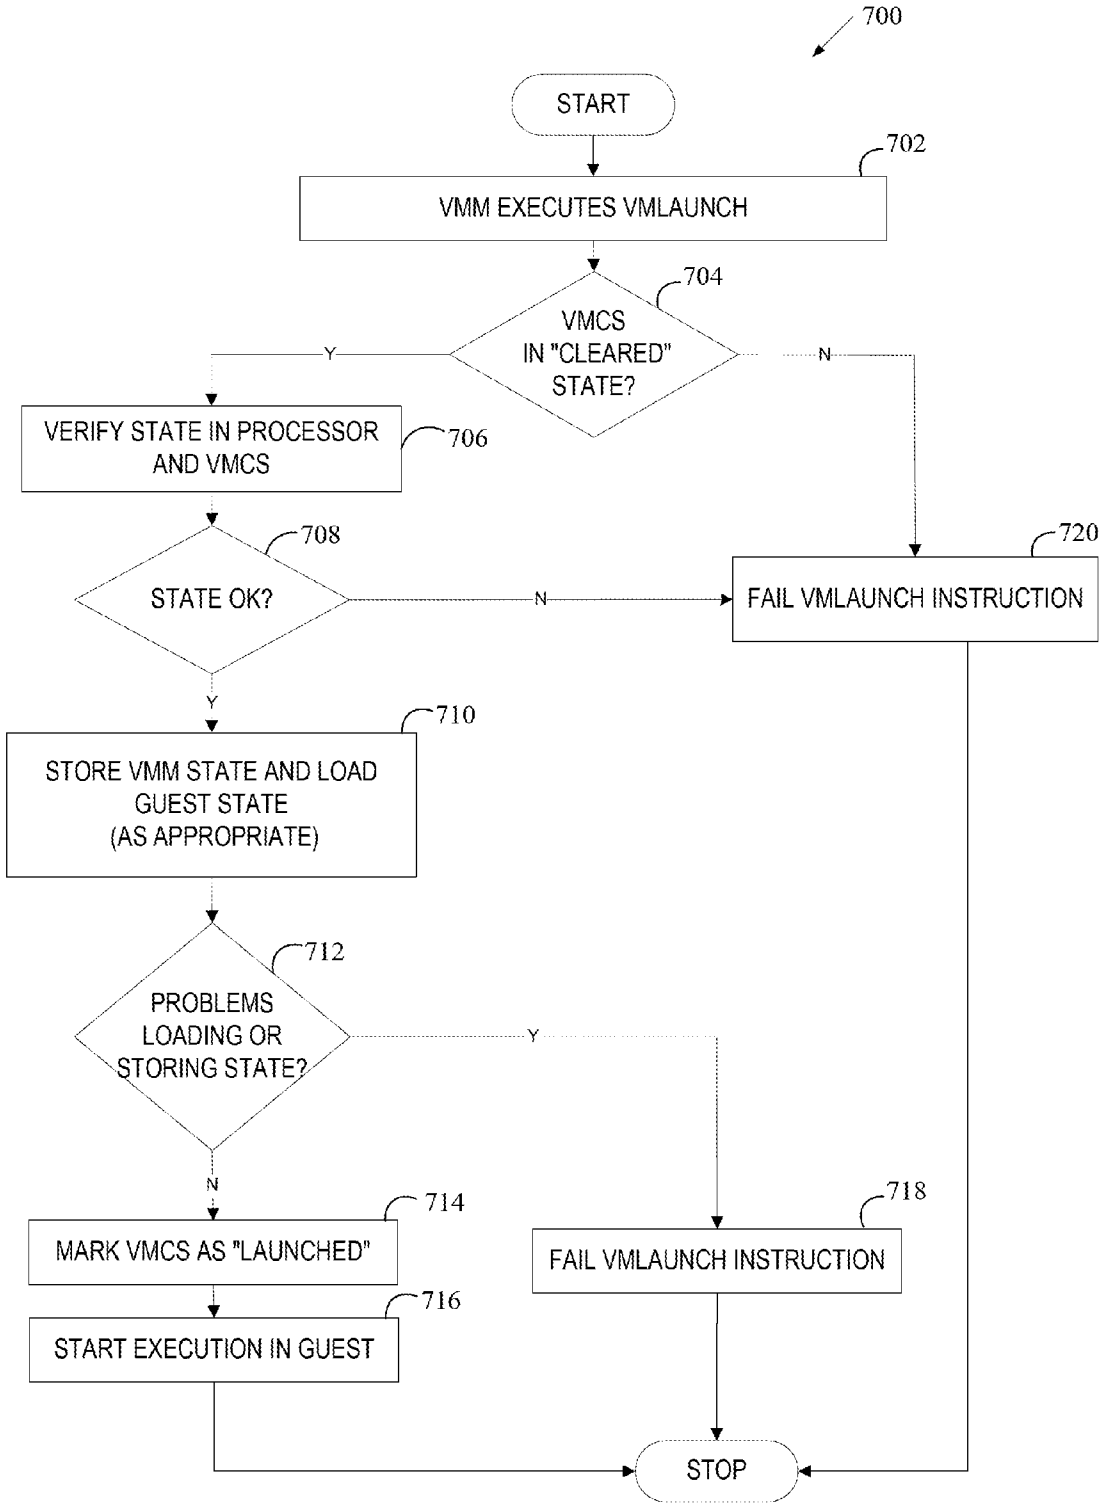 700
START
702
VMM EXECUTES VMLAUNCH
704
VMCS
IN "CLEARED"
STATE?
Y
N
VERIFY STATE IN PROCESSOR
AND VMCS
706
708
STATE OK?
N
720
FAIL VMLAUNCH INSTRUCTION
Y
710
STORE VMM STATE AND LOAD
GUEST STATE
(AS APPROPRIATE)
712
PROBLEMS
LOADING OR
STORING STATE?
Y
N
714
MARK VMCS AS "LAUNCHED"
718
FAIL VMLAUNCH INSTRUCTION
716
START EXECUTION IN GUEST
STOP